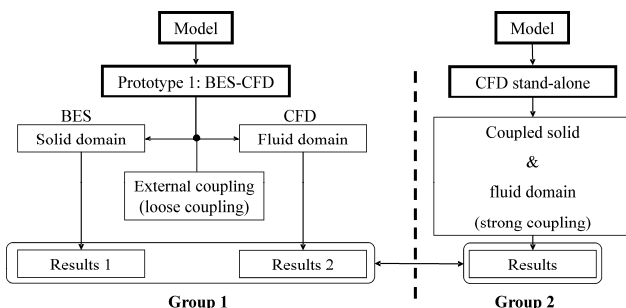 Model
Prototype 1: BES-CFD
BES
Solid domain
CFD
Fluid domain
External coupling
(loose coupling)
Results 1
Results 2
Group 1
Model
CFD stand-alone
Coupled solid
&
fluid domain
(strong coupling)
Results
Group 2